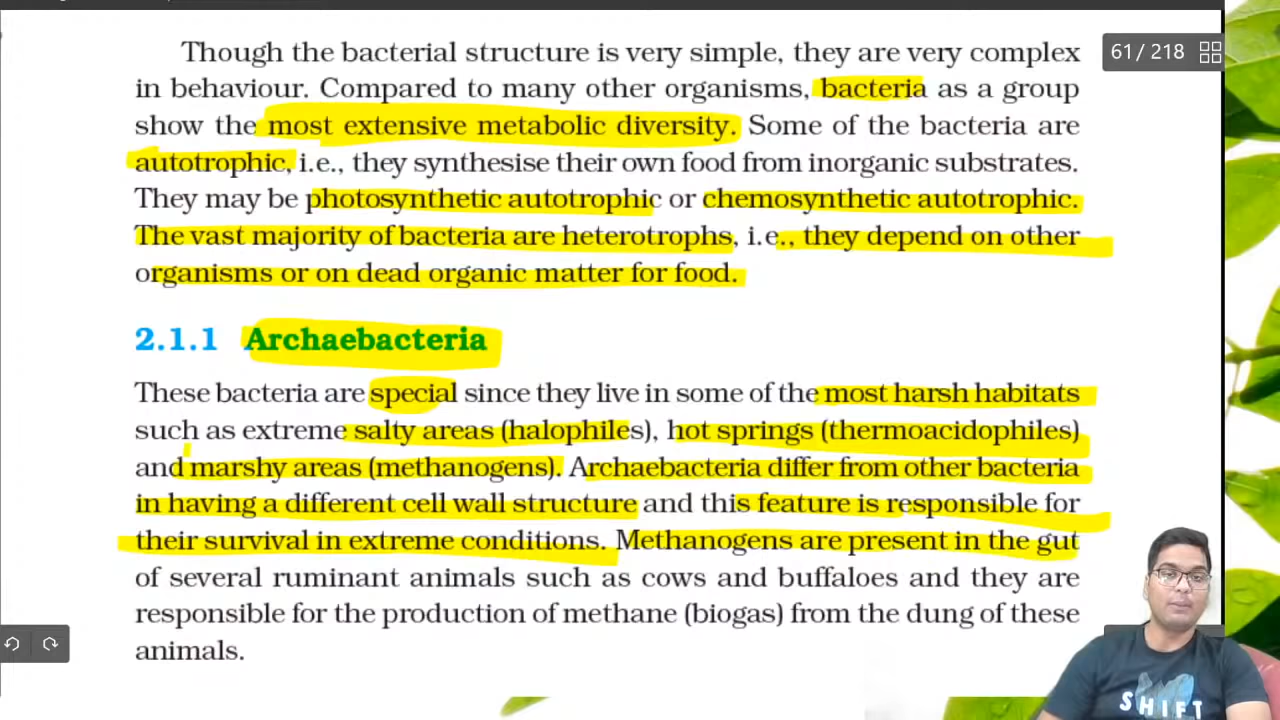 Though the bacterial structure is very simple, they are very complex
61 / 218
in behaviour. Compared to many other organisms, bacteria as a group
show the most extensive metabolic diversity. Some of the bacteria are
autotrophic, i.e., they synthesise their own food from inorganic substrates.
They may be photosynthetic autotrophic or chemosynthetic autotrophic.
The vast majority of bacteria are heterotrophs, i.e., they depend on other
organisms or on dead organic matter for food.
2.1.1 Archaebacteria
These bacteria are special since they live in some of the most harsh habitats
such as extreme salty areas (halophiles), hot springs (thermoacidophiles)
and marshy areas (methanogens). Archaebacteria differ from other bacteria
in having a different cell wall structure and this feature is responsible for
their survival in extreme conditions. Methanogens are present in the gut
of several ruminant animals such as cows and buffaloes and they are
responsible for the production of methane (biogas) from the dung of these
animals.
SHIFT